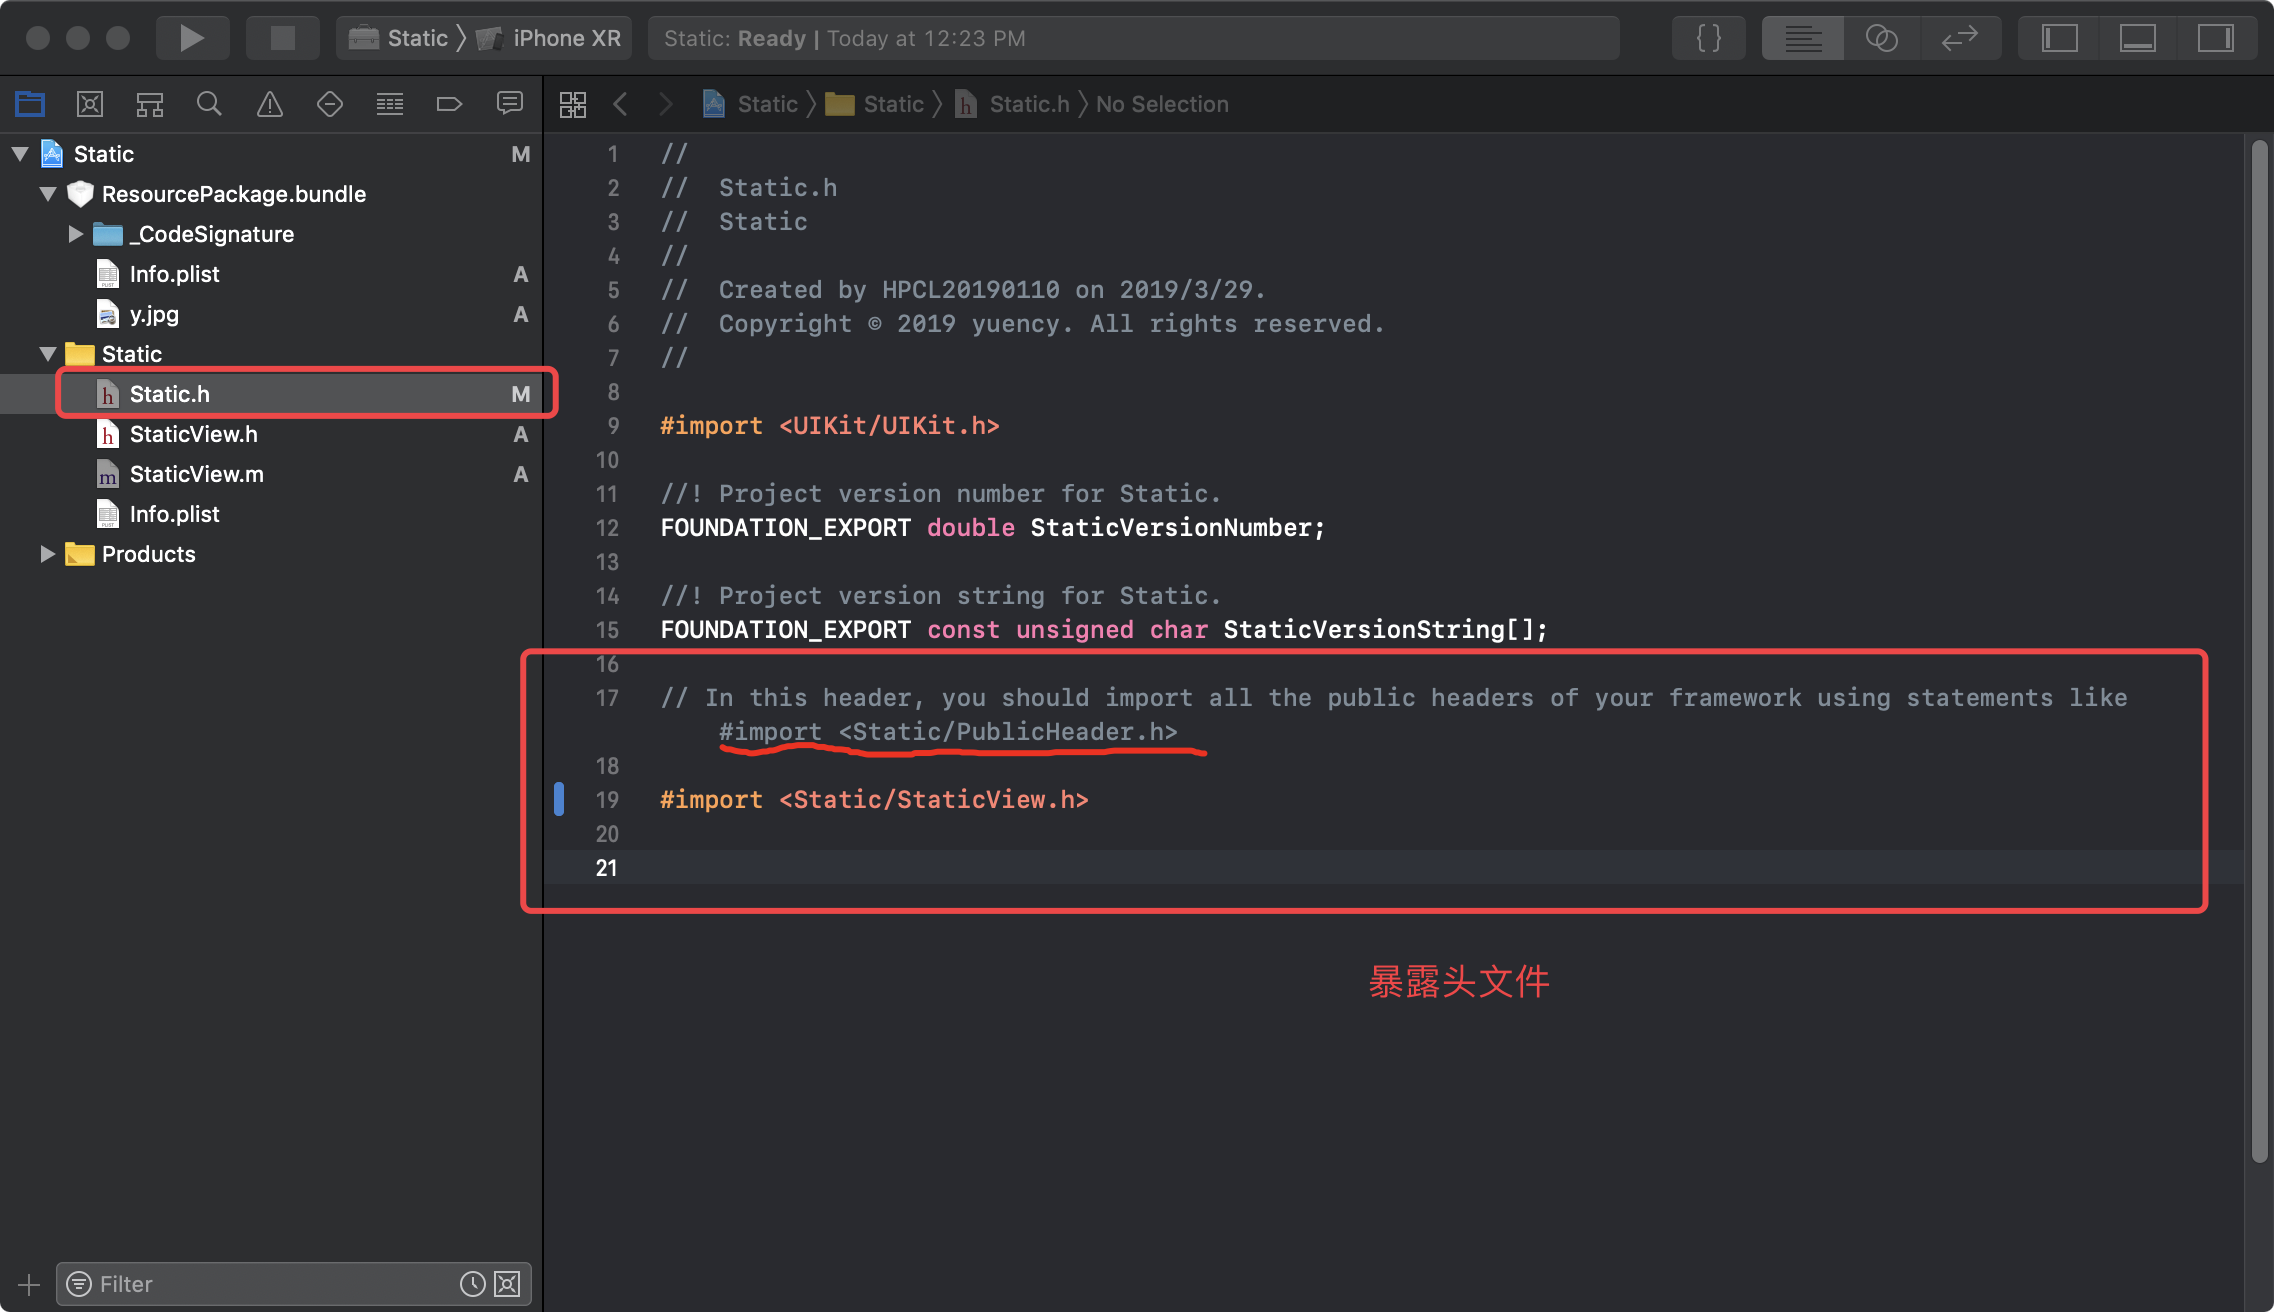 Static 〉 iPhone XR
Static: Ready | Today at 12:23 PM
{ }
Static 〉 Static 〉 h Static.h 〉 No Selection
Static M
ResourcePackage.bundle
_CodeSignature
Info.plist A
y.jpg A
Static
h Static.h M
h StaticView.h A
m StaticView.m A
Info.plist
Products
Filter
1 //
2 //  Static.h
3 //  Static
4 //
5 //  Created by HPCL20190110 on 2019/3/29.
6 //  Copyright © 2019 yuency. All rights reserved.
7 //
8
9 #import <UIKit/UIKit.h>
10
11 //! Project version number for Static.
12 FOUNDATION_EXPORT double StaticVersionNumber;
13
14 //! Project version string for Static.
15 FOUNDATION_EXPORT const unsigned char StaticVersionString[];
16
17 // In this header, you should import all the public headers of your framework using statements like
#import <Static/PublicHeader.h>
18
19 #import <Static/StaticView.h>
20
21
暴露头文件